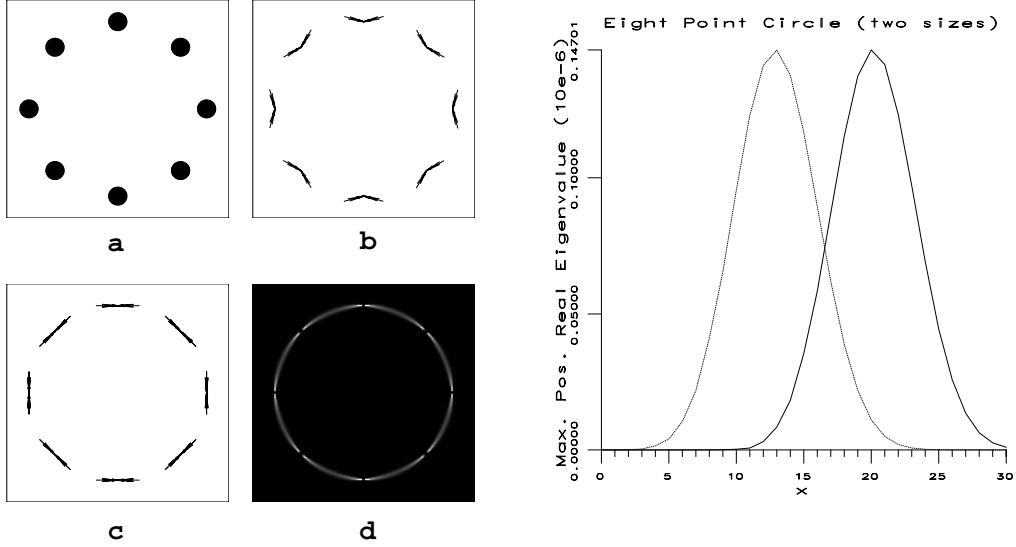 a
b
c
d
Eight Point Circle (two sizes)
Max. Pos. Real Eigenvalue (10e-6)
0.14701
0.10000
0.05000
0.00000
0 5 10 15 20 25 30
X